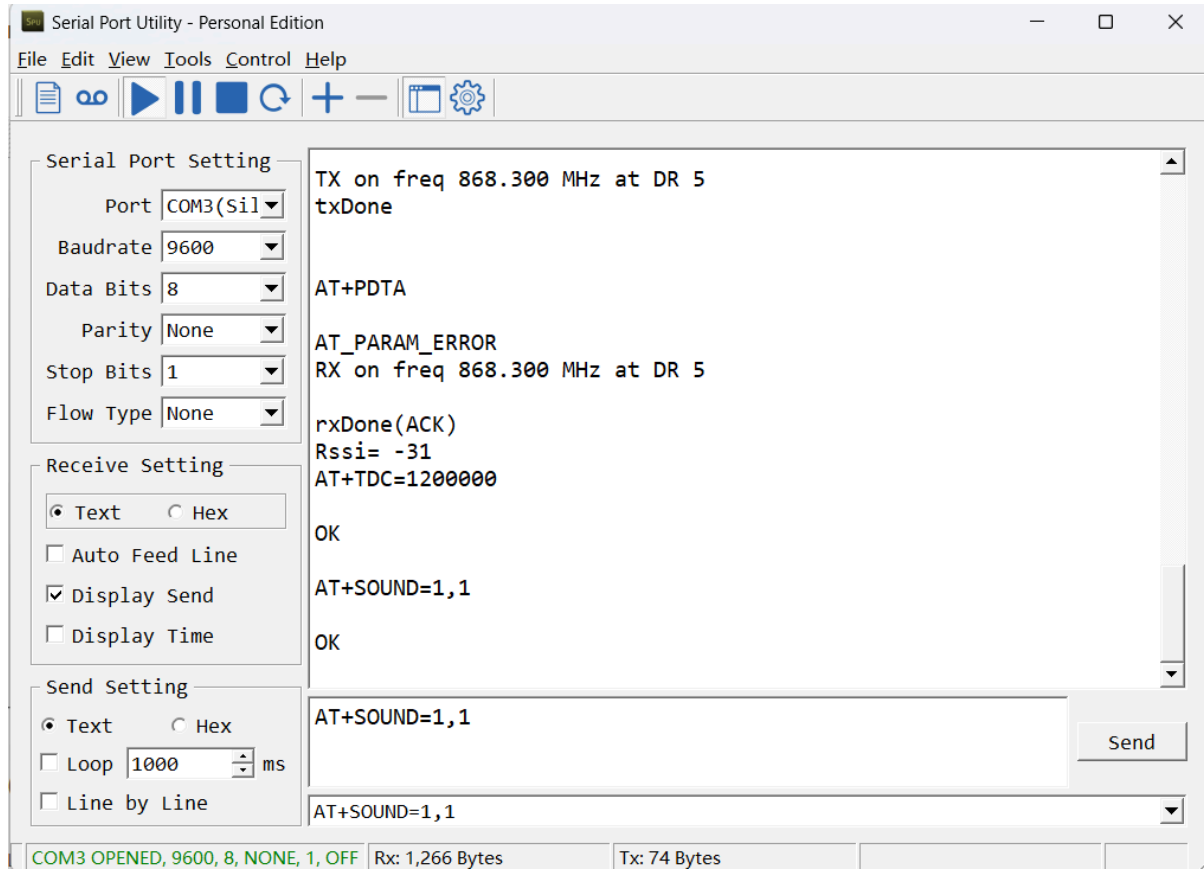 SPU Serial Port Utility - Personal Edition
File Edit View Tools Control Help
Serial Port Setting
Port COM3(Sil
Baudrate 9600
Data Bits 8
Parity None
Stop Bits 1
Flow Type None
Receive Setting
Text Hex
Auto Feed Line
Display Send
Display Time
Send Setting
Text Hex
Loop 1000 ms
Line by Line
TX on freq 868.300 MHz at DR 5
txDone
AT+PDTA
AT_PARAM_ERROR
RX on freq 868.300 MHz at DR 5
rxDone(ACK)
Rssi= -31
AT+TDC=1200000
OK
AT+SOUND=1,1
OK
AT+SOUND=1,1
Send
AT+SOUND=1,1
COM3 OPENED, 9600, 8, NONE, 1, OFF Rx: 1,266 Bytes Tx: 74 Bytes